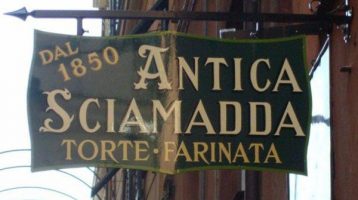 DAL
1850
ANTICA
SCIAMADDA
TORTE·FARINATA